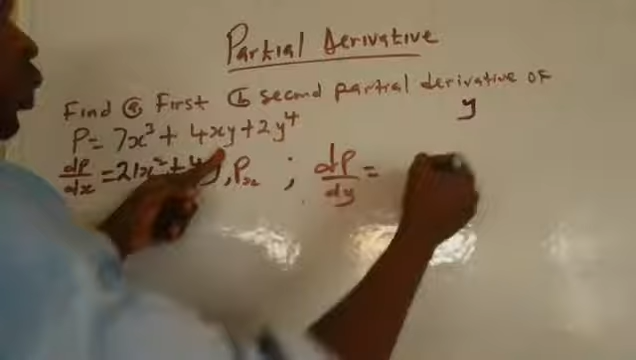 Partial Derivative
Find ⓐ First ⓑ second partial derivative of
y
P = 7x³ + 4xy + 2y⁴
dP/dx = 21x² + 4y, Px ; dP/dy =